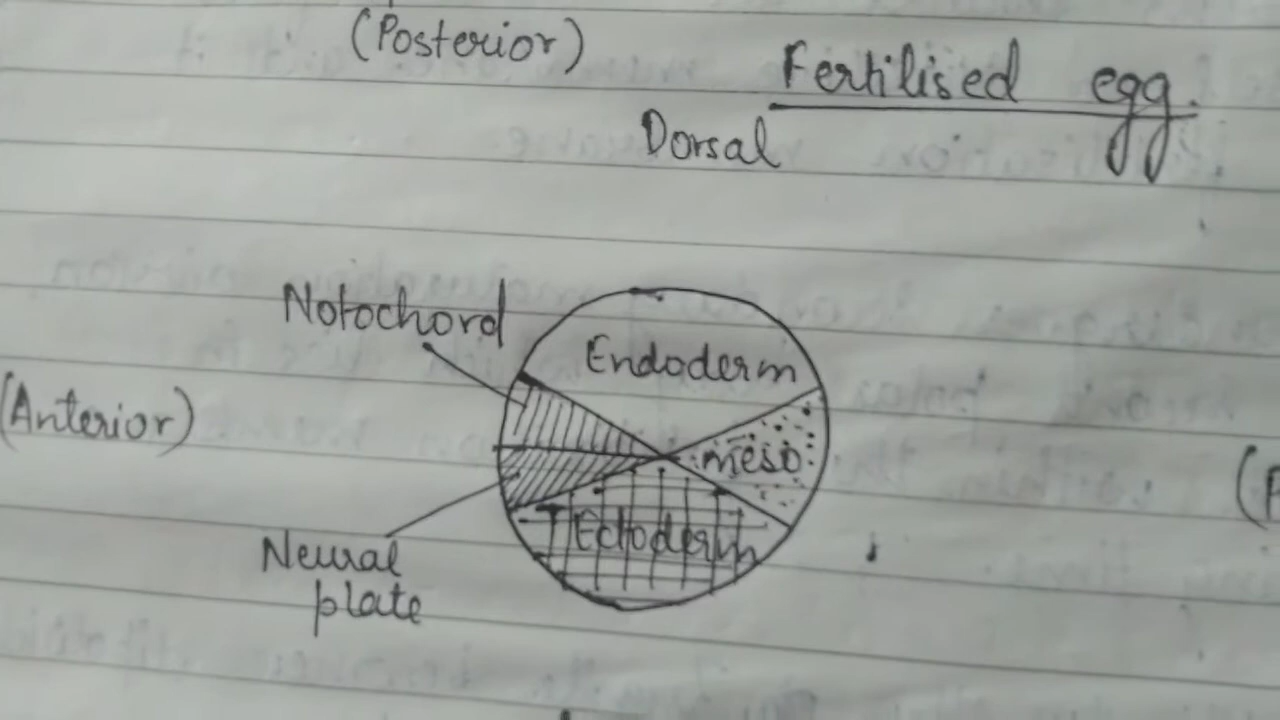 (Posterior)
Fertilised egg.
Dorsal
Notochord
Endoderm
(Anterior)
meso
Ectoderm
Neural
plate